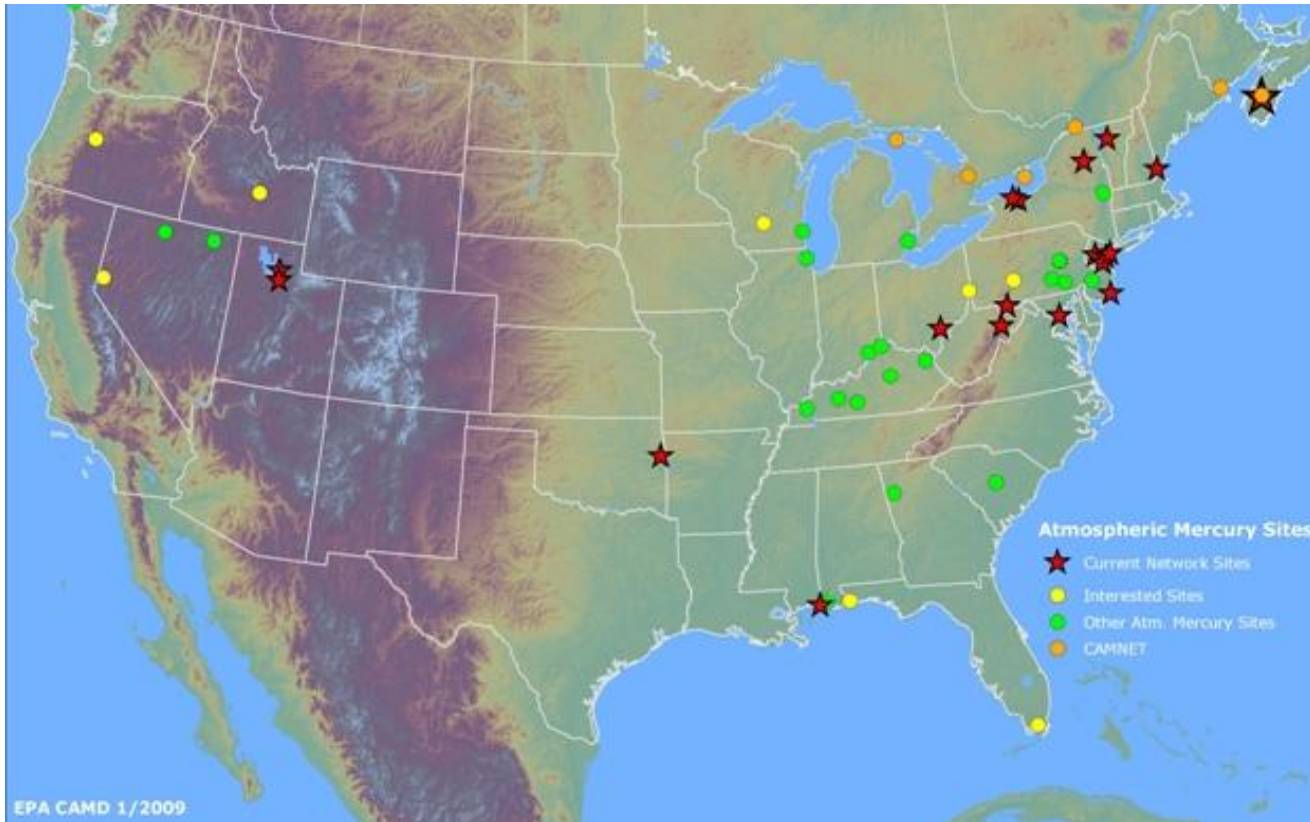 Atmospheric Mercury Sites
Current Network Sites
Interested Sites
Other Atm. Mercury Sites
CAMNET
EPA CAMD 1/2009